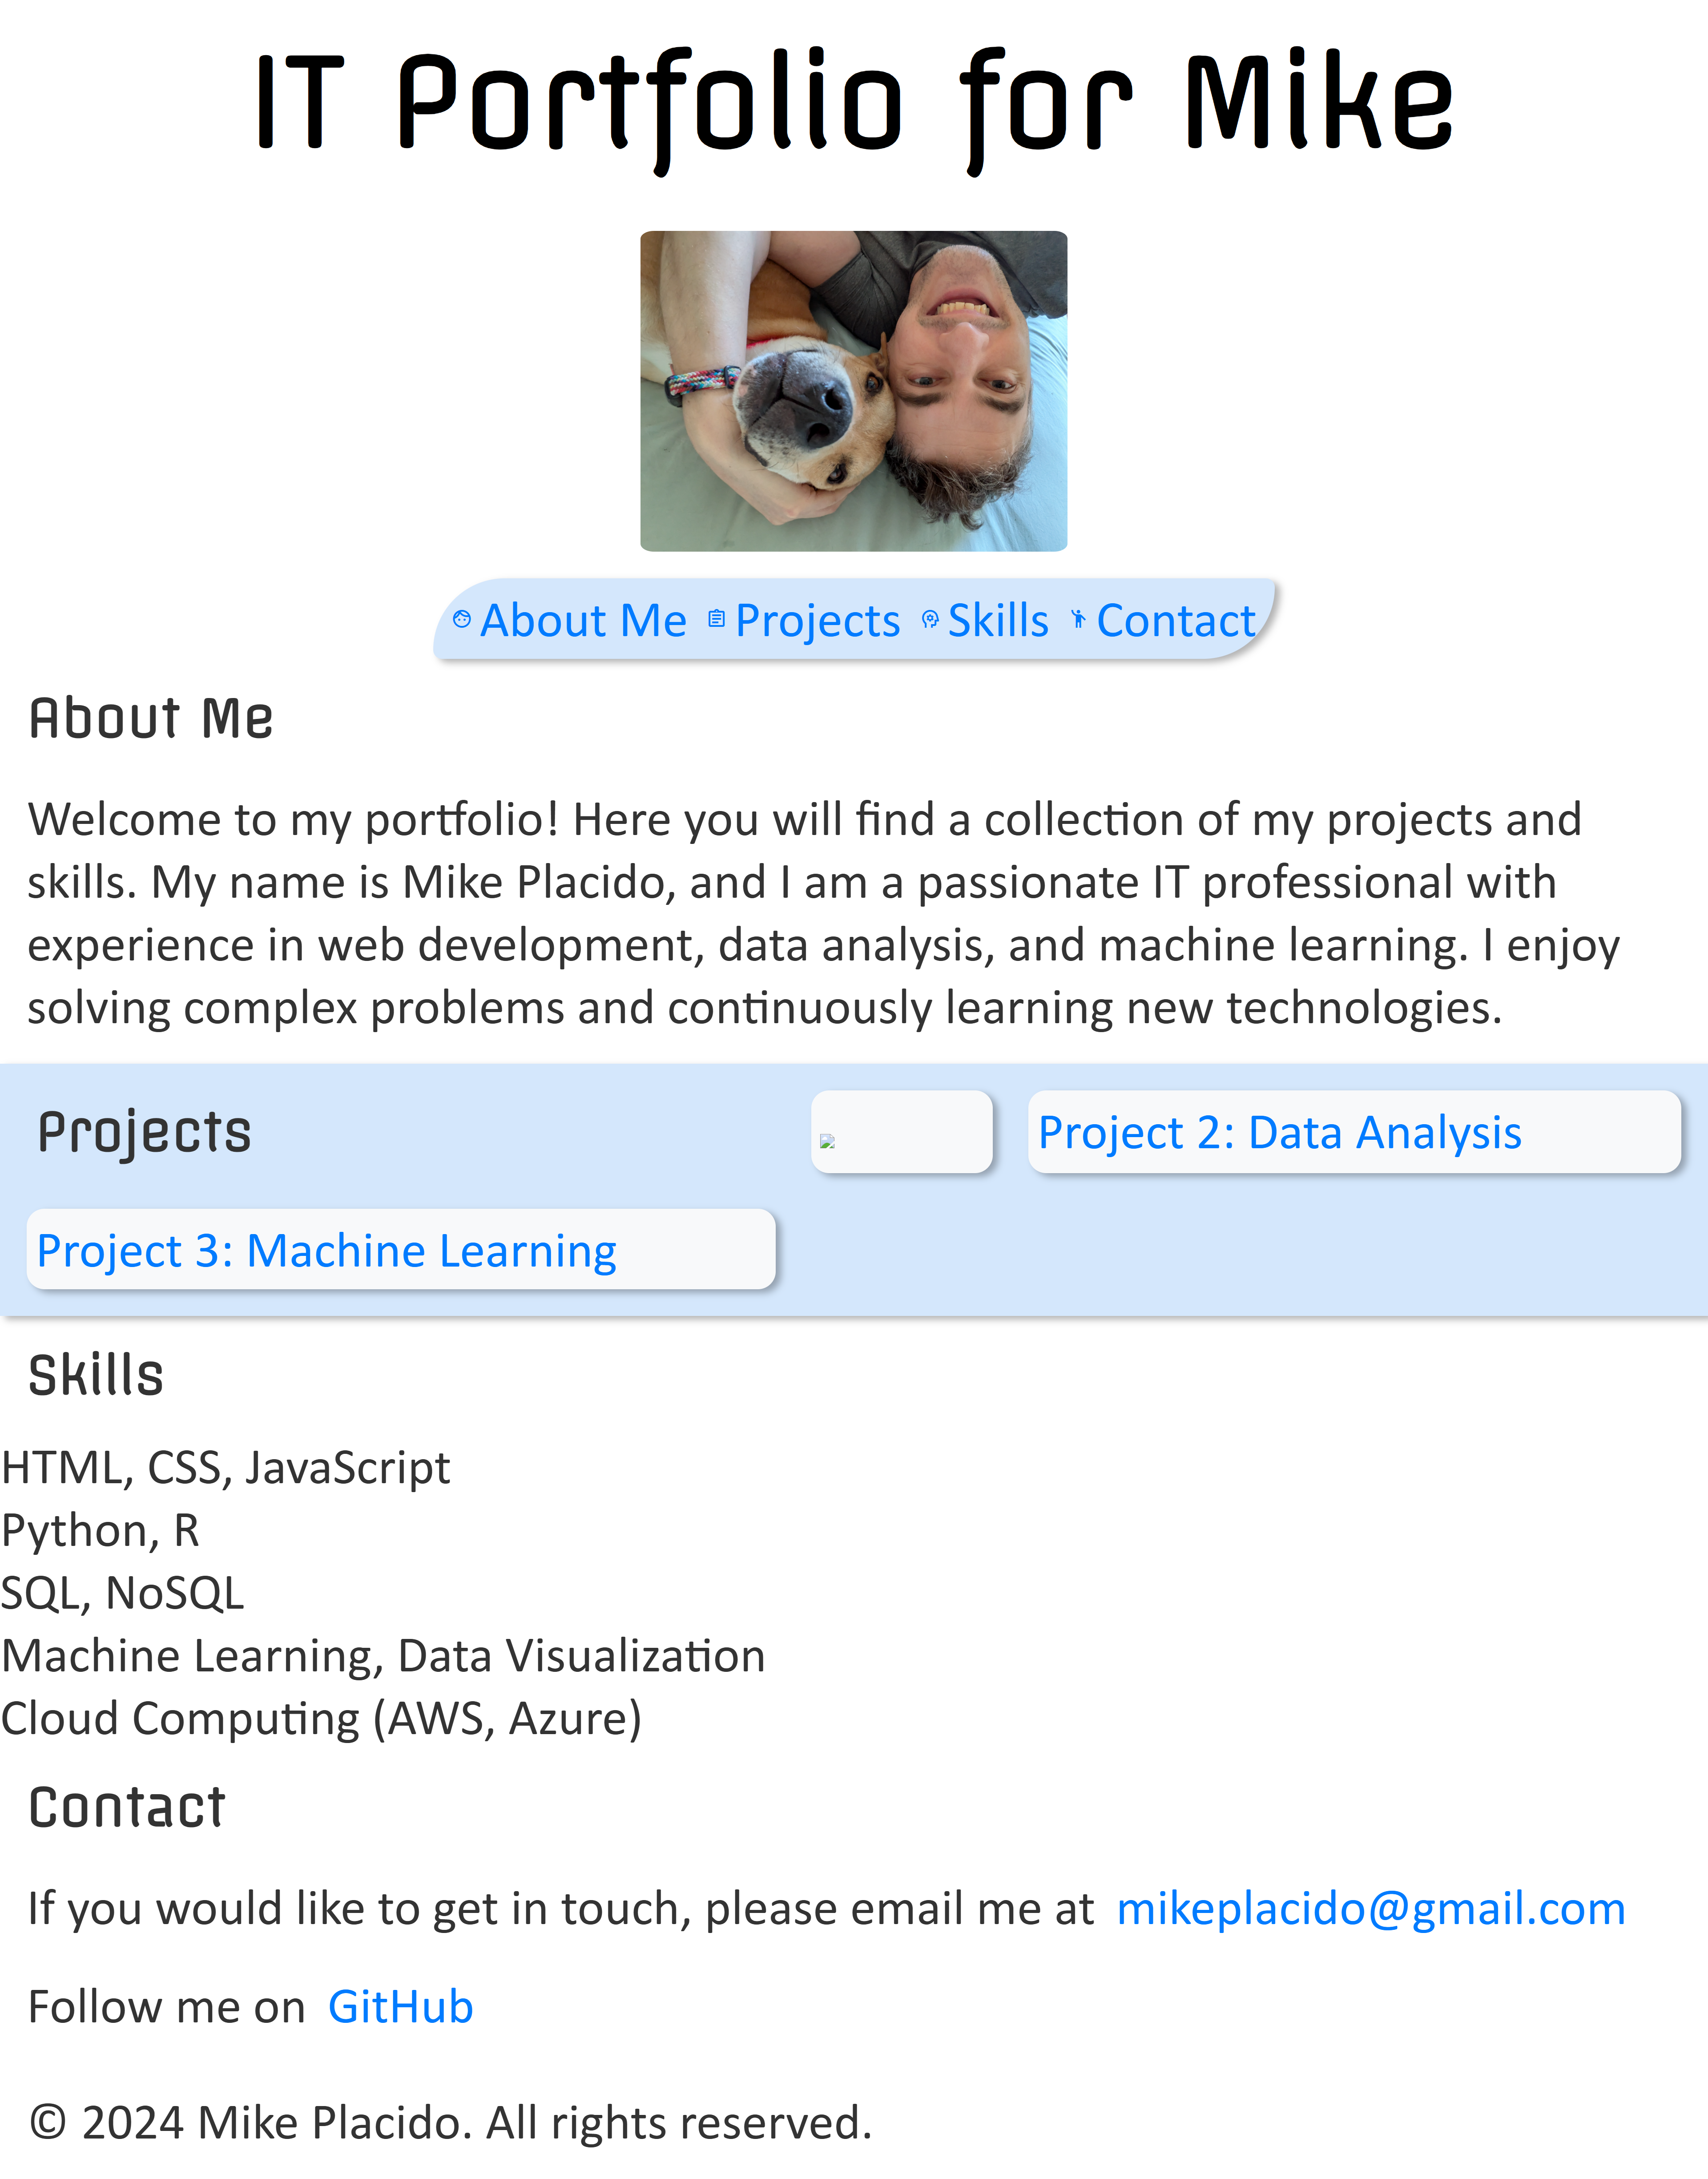 IT Portfolio for Mike
About Me Projects Skills Contact
About Me
Welcome to my portfolio! Here you will find a collection of my projects and
skills. My name is Mike Placido, and I am a passionate IT professional with
experience in web development, data analysis, and machine learning. I enjoy
solving complex problems and continuously learning new technologies.
Projects
Project 2: Data Analysis
Project 3: Machine Learning
Skills
HTML, CSS, JavaScript
Python, R
SQL, NoSQL
Machine Learning, Data Visualization
Cloud Computing (AWS, Azure)
Contact
If you would like to get in touch, please email me at mikeplacido@gmail.com
Follow me on GitHub
© 2024 Mike Placido. All rights reserved.